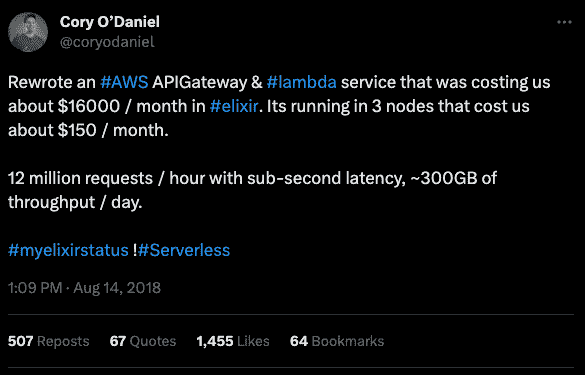 Cory O’Daniel
@coryodaniel
Rewrote an #AWS APIGateway & #lambda service that was costing us
about $16000 / month in #elixir. Its running in 3 nodes that cost us
about $150 / month.
12 million requests / hour with sub-second latency, ~300GB of
throughput / day.
#myelixirstatus !#Serverless
1:09 PM · Aug 14, 2018
507 Reposts 67 Quotes 1,455 Likes 64 Bookmarks